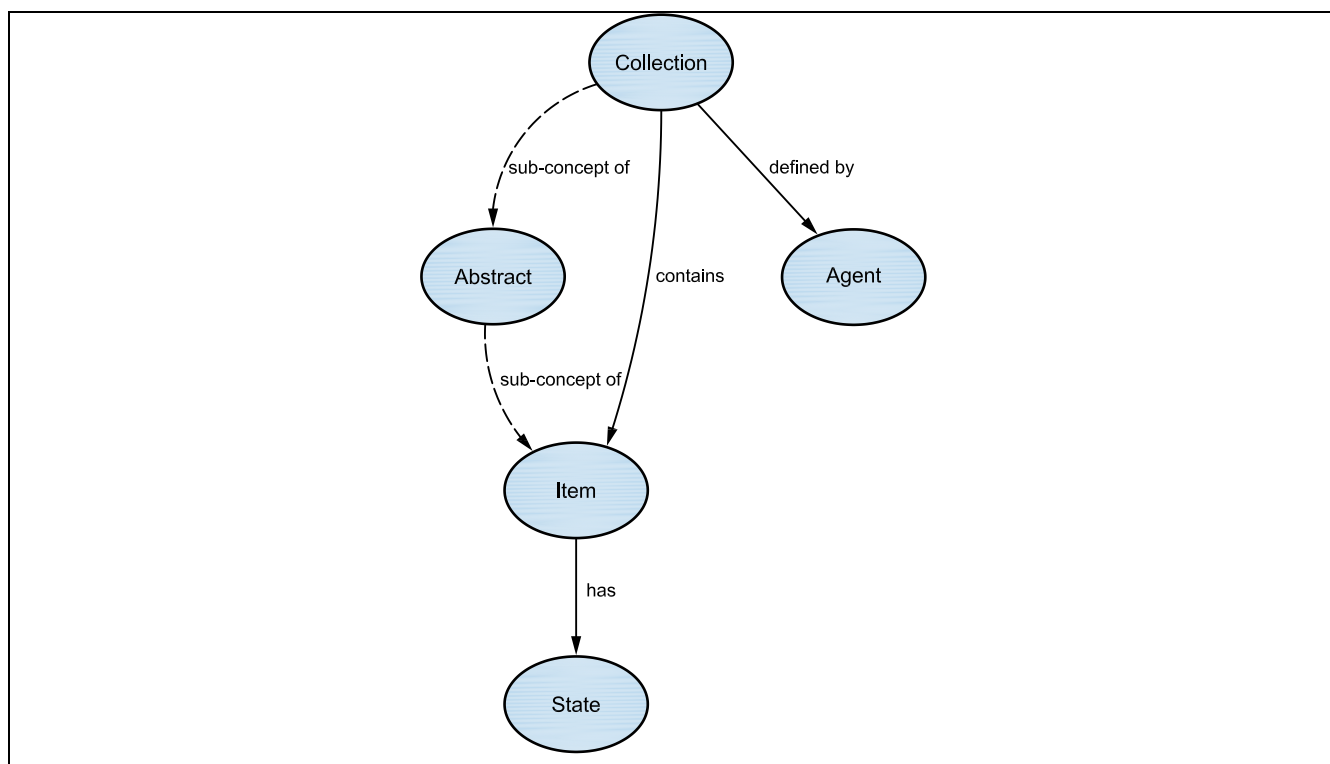 Collection
sub-concept of
defined by
Abstract
contains
Agent
sub-concept of
Item
has
State